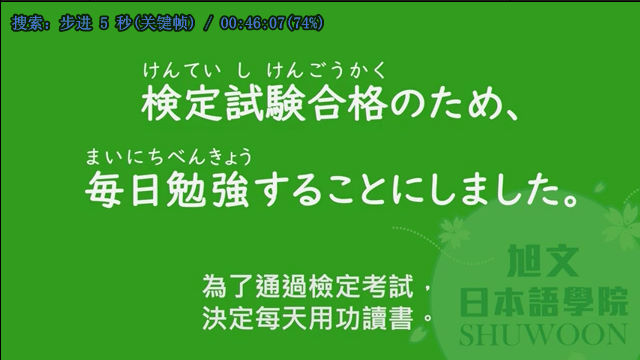 搜索: 步进 5 秒(关键帧) / 00:46:07(74%)
けんてい し けんごうかく
検定試験合格のため、
まいにちべんきょう
毎日勉強することにしました。
為了通過檢定考試，
決定每天用功讀書。
旭文
日本語學院
SHUWOON